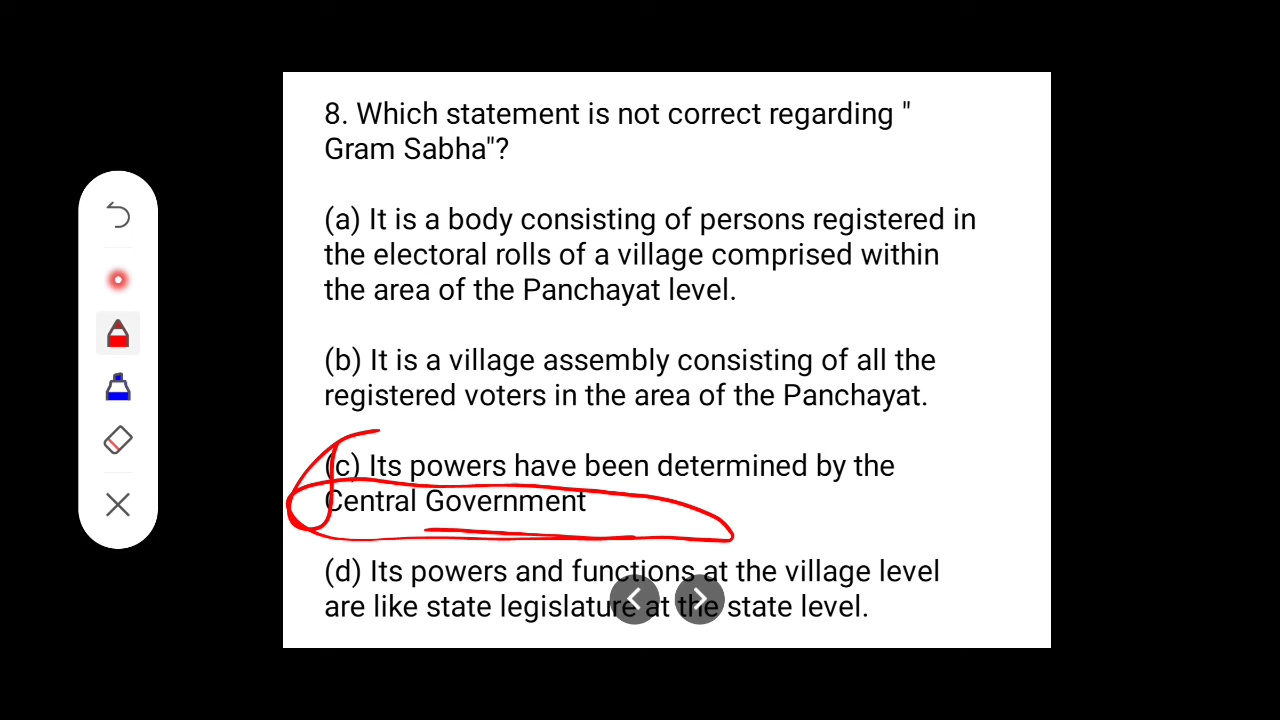 8. Which statement is not correct regarding "
Gram Sabha"?
(a) It is a body consisting of persons registered in
the electoral rolls of a village comprised within
the area of the Panchayat level.
(b) It is a village assembly consisting of all the
registered voters in the area of the Panchayat.
(c) Its powers have been determined by the
Central Government
(d) Its powers and functions at the village level
are like state legislature at the state level.